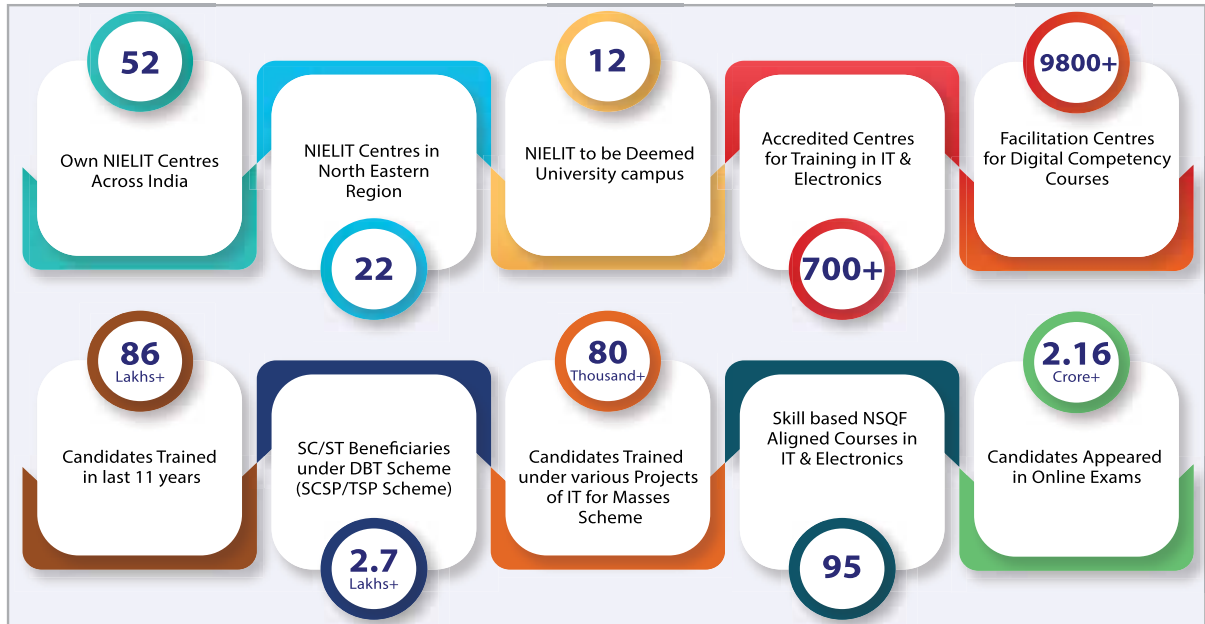 52
Own NIELIT Centres
Across India
NIELIT Centres in
North Eastern
Region
22
12
NIELIT to be Deemed
University campus
Accredited Centres
for Training in IT &
Electronics
700+
9800+
Facilitation Centres
for Digital Competency
Courses
86
Lakhs+
Candidates Trained
in last 11 years
SC/ST Beneficiaries
under DBT Scheme
(SCSP/TSP Scheme)
2.7
Lakhs+
80
Thousand+
Candidates Trained
under various Projects
of IT for Masses
Scheme
Skill based NSQF
Aligned Courses in
IT & Electronics
95
2.16
Crore+
Candidates Appeared
in Online Exams